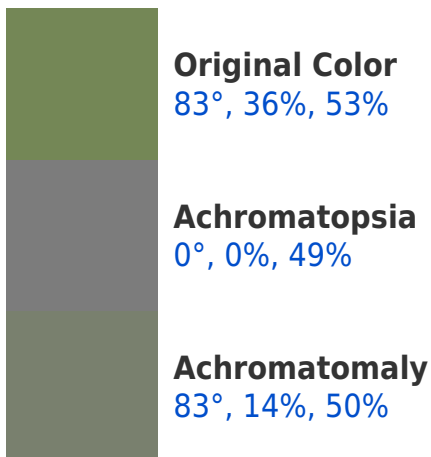 Original Color
83°, 36%, 53%
Achromatopsia
0°, 0%, 49%
Achromatomaly
83°, 14%, 50%